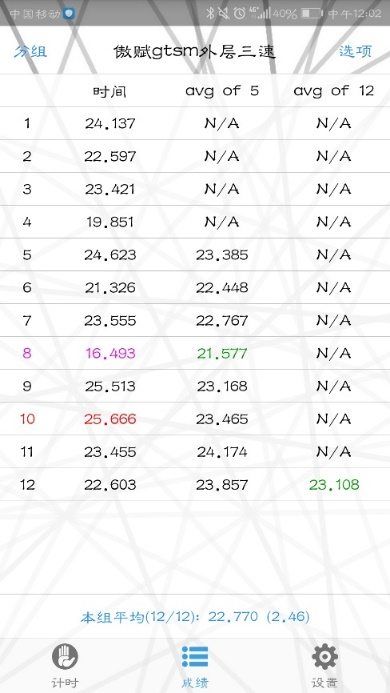 中国移动 4G 40% 中午12:02
分组 傲赋gtsm外层三速 选项
时间 avg of 5 avg of 12
1 24.137 N/A N/A
2 22.597 N/A N/A
3 23.421 N/A N/A
4 19.851 N/A N/A
5 24.623 23.385 N/A
6 21.326 22.448 N/A
7 23.555 22.767 N/A
8 16.493 21.577 N/A
9 25.513 23.168 N/A
10 25.666 23.465 N/A
11 23.455 24.174 N/A
12 22.603 23.857 23.108
本组平均(12/12): 22.770 (2.46)
计时 成绩 设置